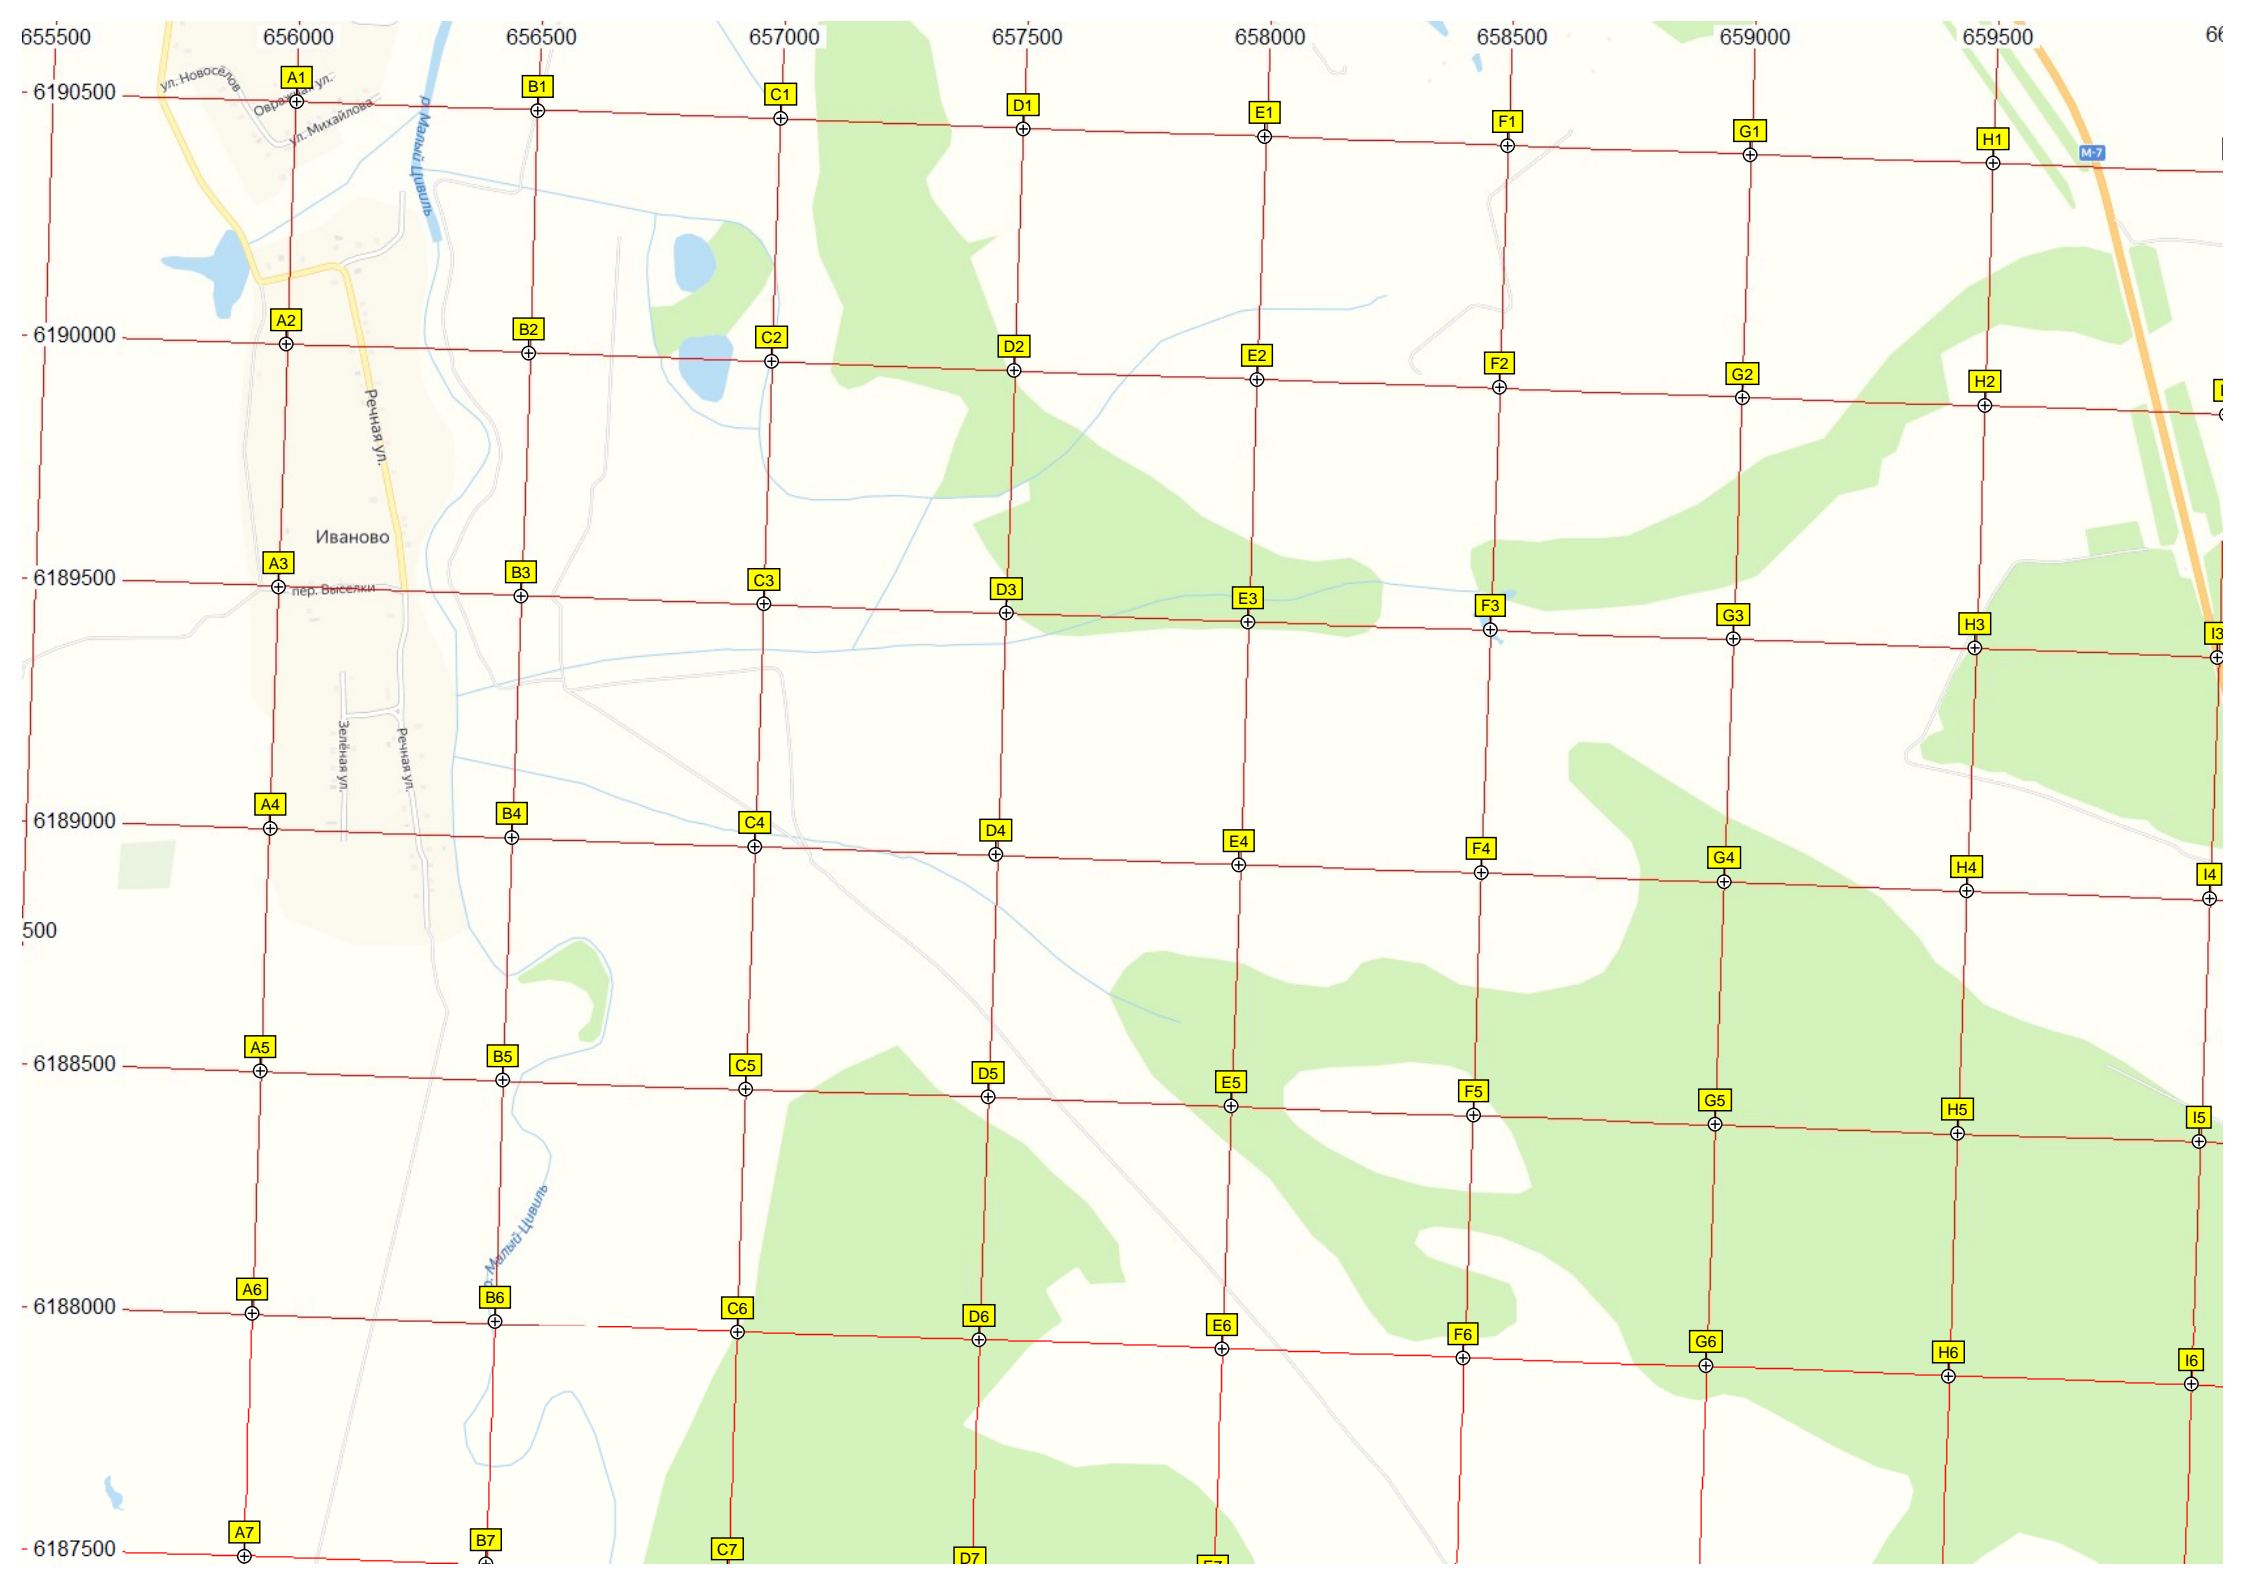 655500 656000 656500 657000 657500 658000 658500 659000 659500
6190500
A1 B1 C1 D1 E1 F1 G1 H1
ул. Новосёлов
Овражная ул.
ул. Михайлова
р. Малый Цивиль
М-7
6190000
A2 B2 C2 D2 E2 F2 G2 H2
Речная ул.
Иваново
6189500
A3 B3 C3 D3 E3 F3 G3 H3 I3
пер. Выселки
Зелёная ул.
Речная ул.
6189000
A4 B4 C4 D4 E4 F4 G4 H4 I4
500
6188500
A5 B5 C5 D5 E5 F5 G5 H5 I5
р. Малый Цивиль
6188000
A6 B6 C6 D6 E6 F6 G6 H6 I6
6187500
A7 B7 C7 D7 E7